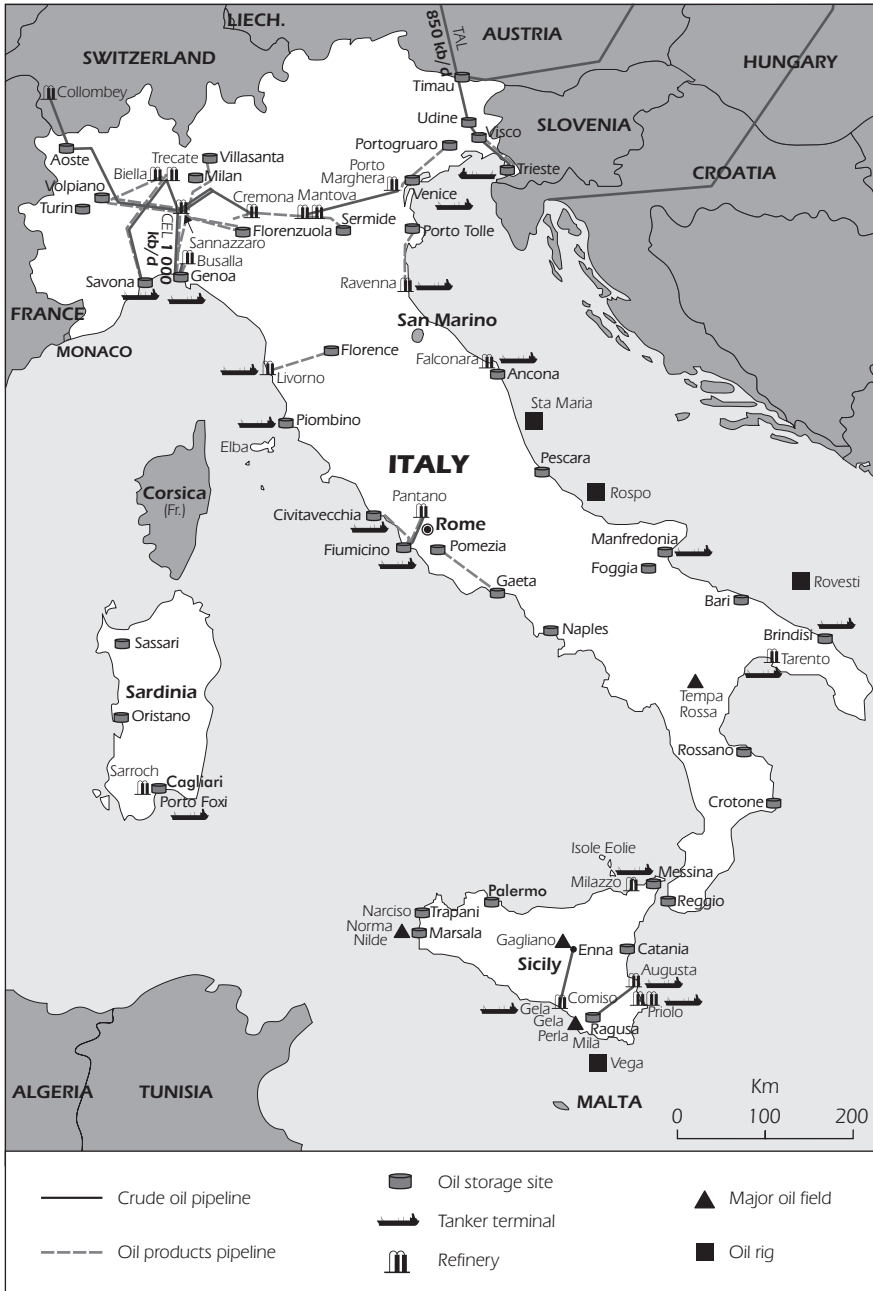 LIECH.
SWITZERLAND
AUSTRIA
HUNGARY
TAL
850 kb/d
Collombey
Timau
Udine
SLOVENIA
Visco
Portogruaro
Aoste
Trecate
Villasanta
Biella
Milan
Porto
Marghera
Trieste
CROATIA
Volpiano
Turin
Cremona
Mantova
Venice
Sannazzaro
Florenzuola
Sermide
Porto Tolle
CEL 1 000
kb/d
Busalla
Savona
Genoa
Ravenna
FRANCE
San Marino
MONACO
Florence
Falconara
Livorno
Ancona
Sta Maria
Piombino
Elba
ITALY
Pescara
Corsica
(Fr.)
Pantano
Rospo
Civitavecchia
Rome
Fiumicino
Pomezia
Manfredonia
Foggia
Rovesti
Gaeta
Bari
Naples
Brindisi
Sassari
Tarento
Sardinia
Tempa
Rossa
Oristano
Rossano
Sarroch
Cagliari
Porto Foxi
Crotone
Isole Eolie
Messina
Milazzo
Palermo
Reggio
Narciso
Trapani
Norma
Nilde
Marsala
Gagliano
Enna
Catania
Sicily
Augusta
Comiso
Gela
Priolo
Gela
Perla
Mila
Ragusa
Vega
ALGERIA
TUNISIA
MALTA
Km
0 100 200
Crude oil pipeline
Oil storage site
Major oil field
Tanker terminal
Oil products pipeline
Refinery
Oil rig